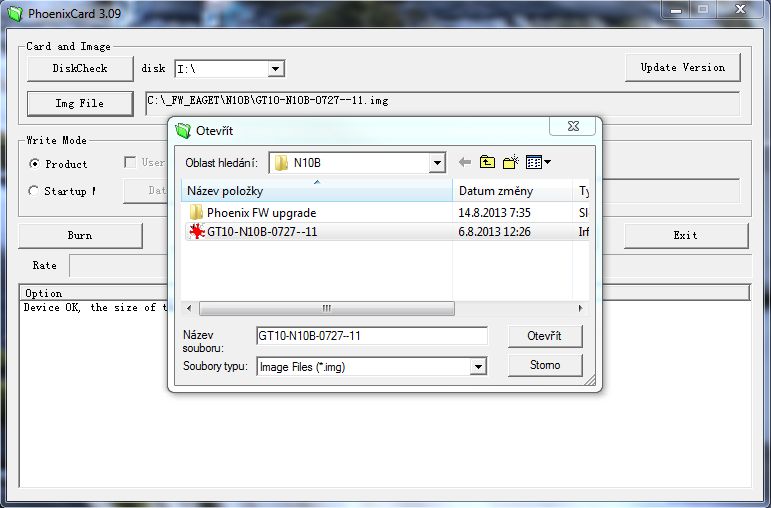 PhoenixCard 3.09
Card and Image
DiskCheck
disk
I:\
Update Version
Img File
C:\_FW_EAGET\N10B\GT10-N10B-0727--11.img
Write Mode
Product
User
Startup
Dat
Burn
Exit
Rate
Option
Device OK, the size of t
Otevřít
Oblast hledání:
N10B
Název položky
Datum změny
Ty
Phoenix FW upgrade
14.8.2013 7:35
Sl
GT10-N10B-0727--11
6.8.2013 12:26
Irf
Název souboru:
GT10-N10B-0727--11
Otevřít
Soubory typu:
Image Files (*.img)
Storno